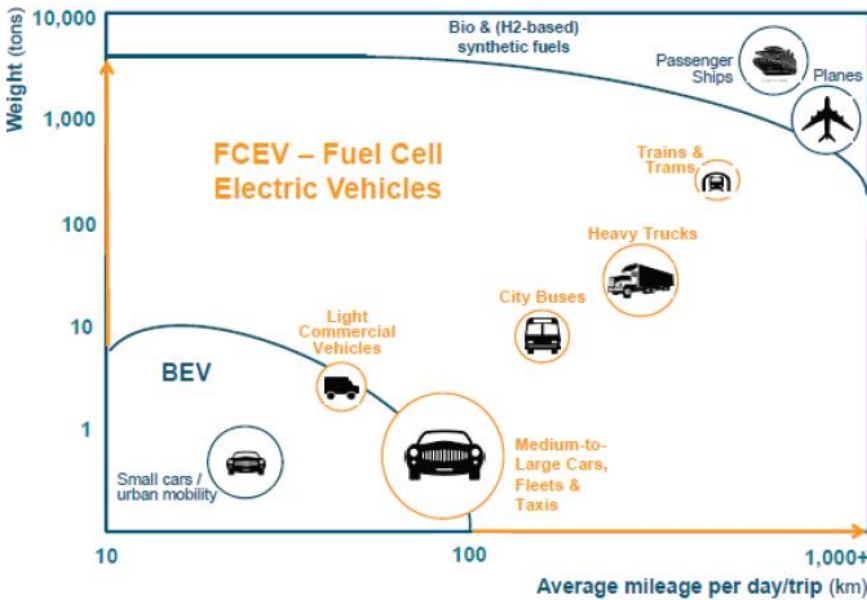 10,000
Weight (tons)
1,000
100
10
1
Bio & (H2-based)
synthetic fuels
Passenger
Ships
Planes
FCEV – Fuel Cell
Electric Vehicles
Trains &
Trams
Heavy Trucks
City Buses
Light
Commercial
Vehicles
BEV
Small cars /
urban mobility
Medium-to-
Large Cars,
Fleets &
Taxis
10
100
1,000+
Average mileage per day/trip (km)